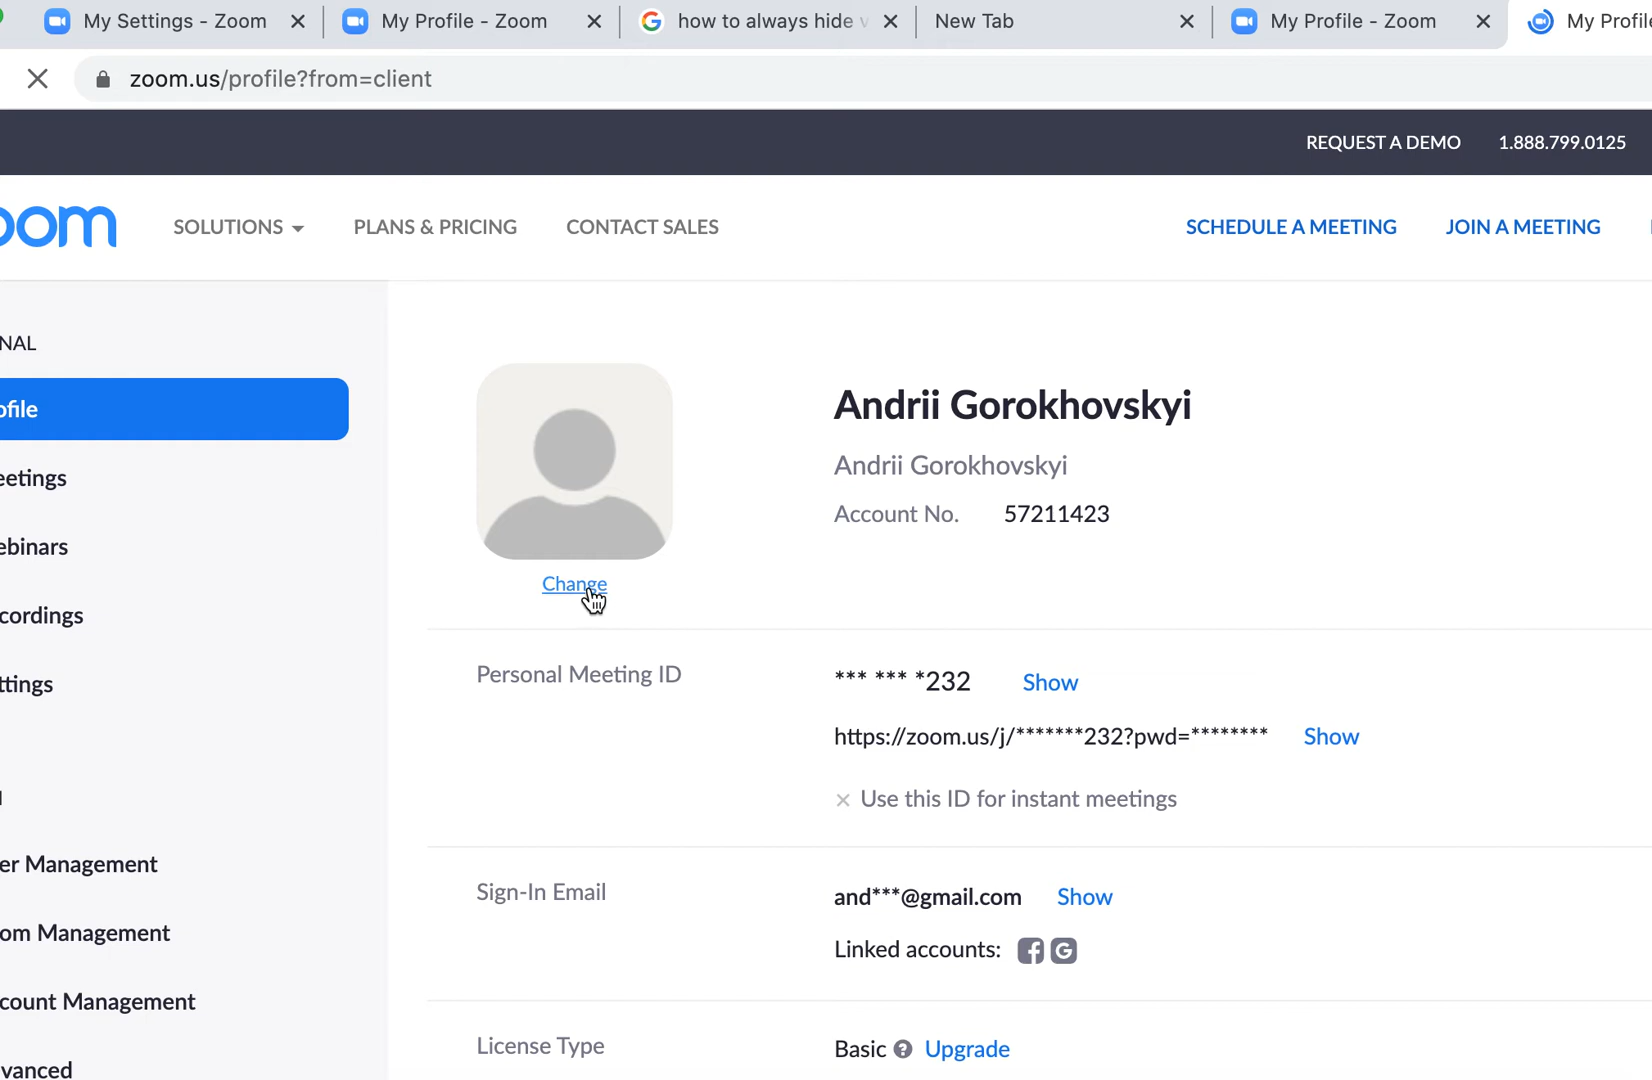 My Settings - Zoom
My Profile - Zoom
how to always hide
New Tab
My Profile - Zoom
My Profile
zoom.us/profile?from=client
REQUEST A DEMO
1.888.799.0125
zoom
SOLUTIONS
PLANS & PRICING
CONTACT SALES
SCHEDULE A MEETING
JOIN A MEETING
NAL
ofile
Andrii Gorokhovskyi
eetings
Andrii Gorokhovskyi
Account No. 57211423
ebinars
Change
cordings
Personal Meeting ID
*** *** *232 Show
ttings
https://zoom.us/j/*******232?pwd=******** Show
Use this ID for instant meetings
er Management
Sign-In Email
and***@gmail.com Show
om Management
Linked accounts:
count Management
License Type
Basic Upgrade
vanced